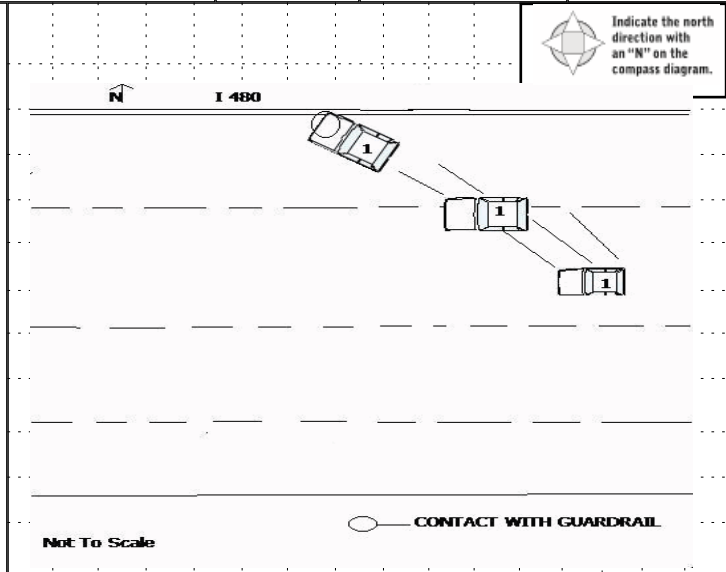 Indicate the north
direction with
an “N” on the
compass diagram.
N
I 480
1
1
1
CONTACT WITH GUARDRAIL
Not To Scale